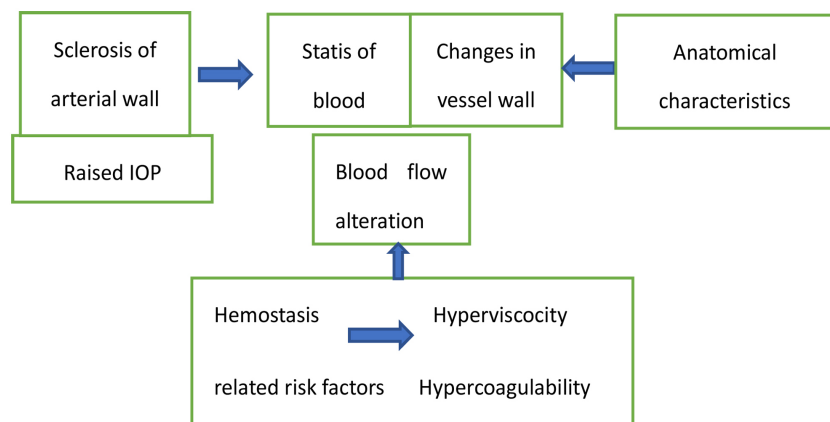 Sclerosis of
arterial wall
Raised IOP
Statis of
blood
Changes in
vessel wall
Anatomical
characteristics
Blood flow
alteration
Hemostasis
related risk factors
Hyperviscocity
Hypercoagulability